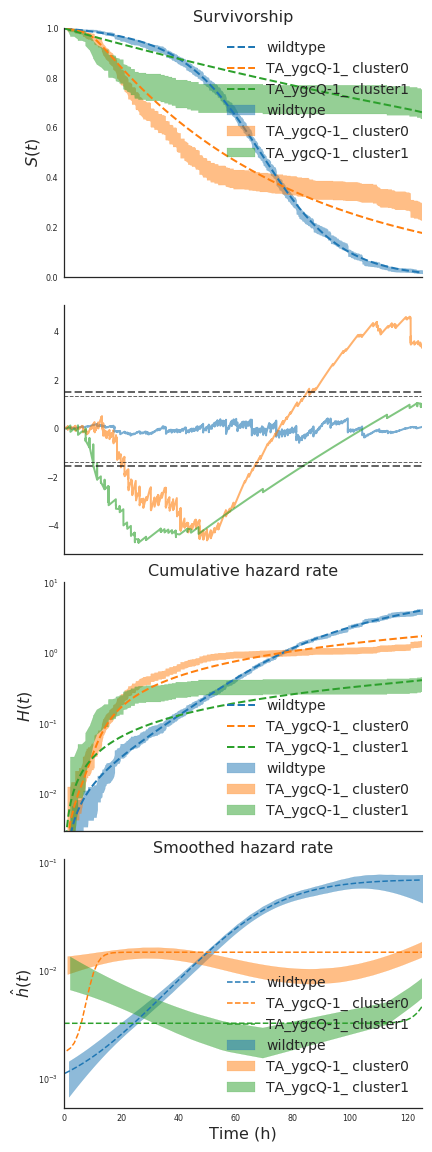 Survivorship
1.0
0.8
0.6
0.4
0.2
0.0
S(t)
wildtype
TA_ygcQ-1_ cluster0
TA_ygcQ-1_ cluster1
wildtype
TA_ygcQ-1_ cluster0
TA_ygcQ-1_ cluster1
4
2
0
−2
−4
Cumulative hazard rate
10¹
10⁰
10⁻¹
10⁻²
H(t)
wildtype
TA_ygcQ-1_ cluster0
TA_ygcQ-1_ cluster1
wildtype
TA_ygcQ-1_ cluster0
TA_ygcQ-1_ cluster1
Smoothed hazard rate
10⁻¹
10⁻²
10⁻³
ĥ(t)
wildtype
TA_ygcQ-1_ cluster0
TA_ygcQ-1_ cluster1
wildtype
TA_ygcQ-1_ cluster0
TA_ygcQ-1_ cluster1
0 20 40 60 80 100 120
Time (h)